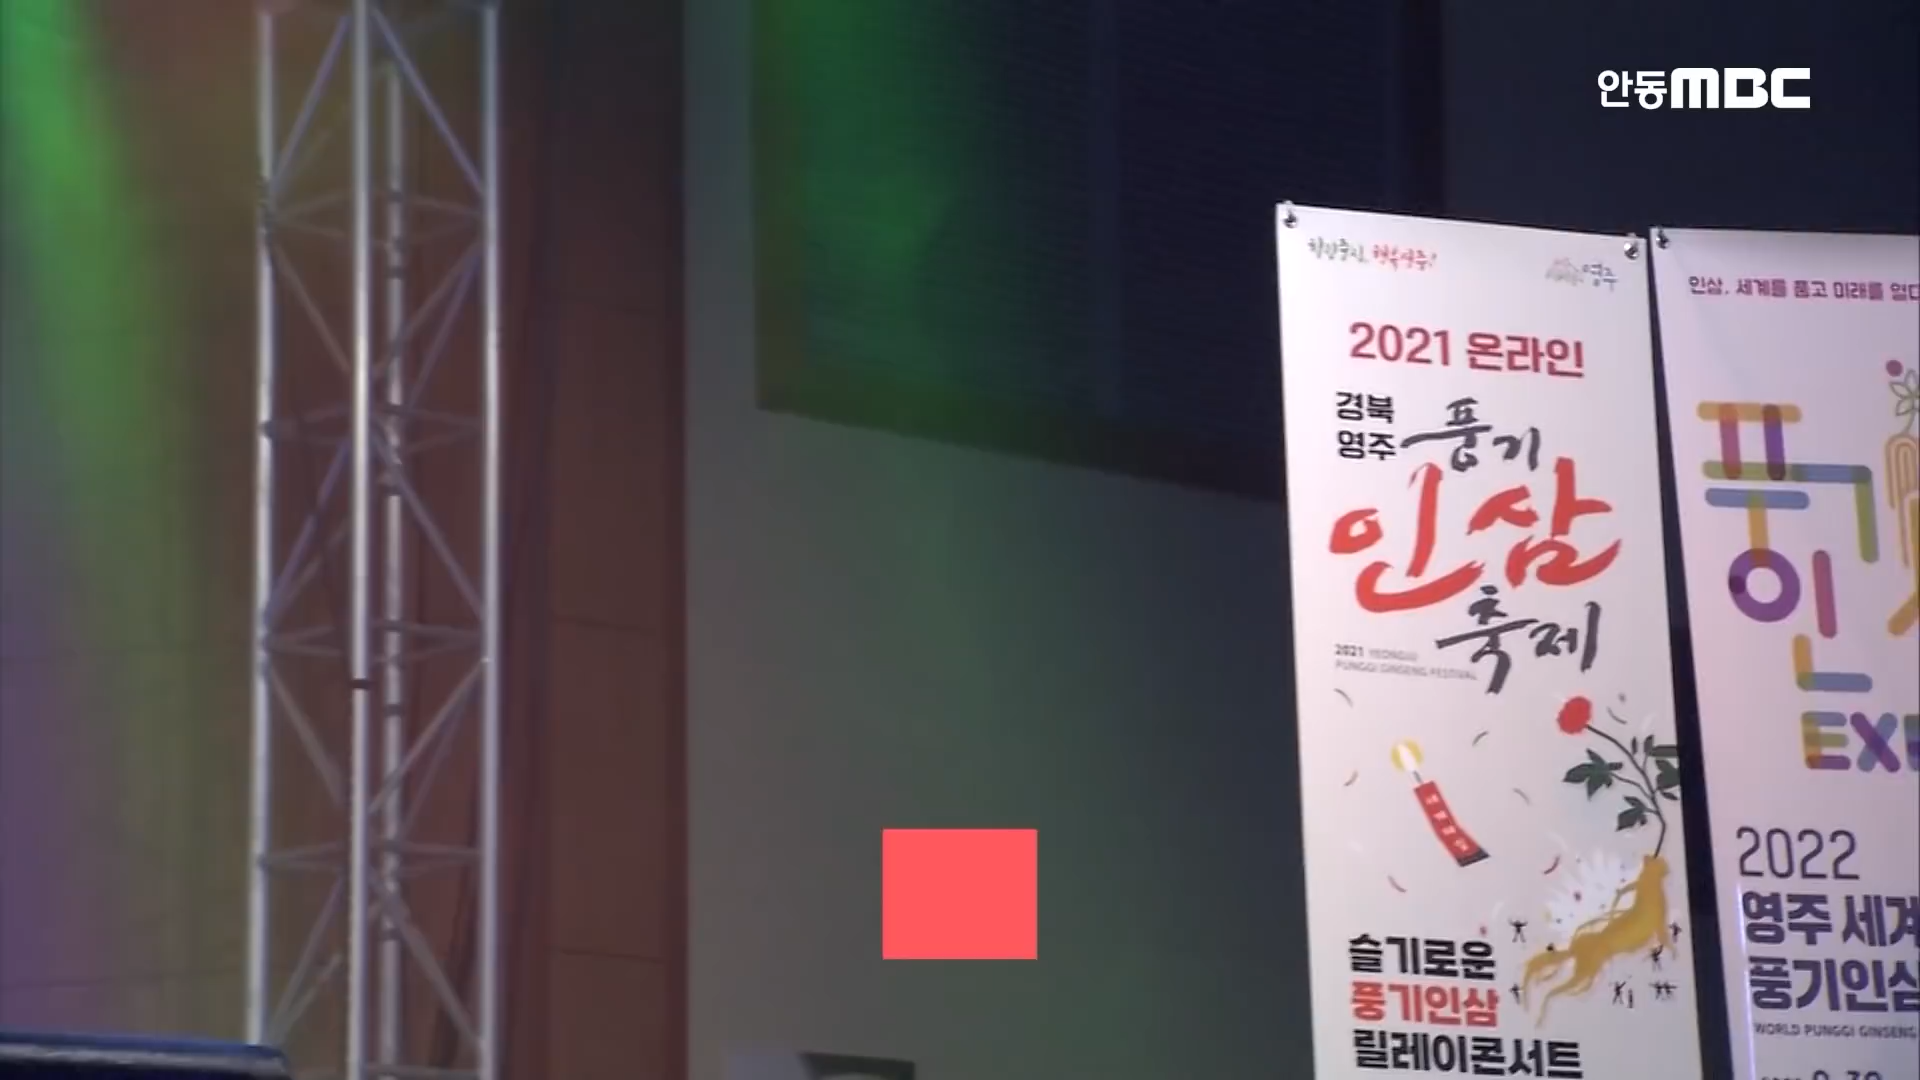 안동MBC
영주
2021 온라인
경북
영주
풍기
인삼
축제
2021 YEONGJU
PUNGGI GINSENG FESTIVAL
슬기로운
풍기인삼
릴레이콘서트
인삼, 세계를 품고 미래를
풍기
인
2022
영주 세계
풍기인삼
WORLD PUNGGI GINSENG